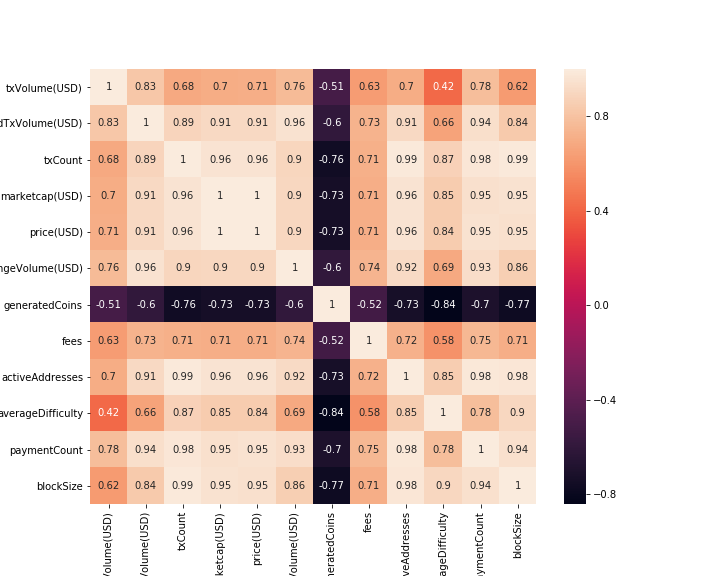 txVolume(USD) 1 0.83 0.68 0.7 0.71 0.76 -0.51 0.63 0.7 0.42 0.78 0.62
dTxVolume(USD) 0.83 1 0.89 0.91 0.91 0.96 -0.6 0.73 0.91 0.66 0.94 0.84
txCount 0.68 0.89 1 0.96 0.96 0.9 -0.76 0.71 0.99 0.87 0.98 0.99
marketcap(USD) 0.7 0.91 0.96 1 1 0.9 -0.73 0.71 0.96 0.85 0.95 0.95
price(USD) 0.71 0.91 0.96 1 1 0.9 -0.73 0.71 0.96 0.84 0.95 0.95
ngeVolume(USD) 0.76 0.96 0.9 0.9 0.9 1 -0.6 0.74 0.92 0.69 0.93 0.86
generatedCoins -0.51 -0.6 -0.76 -0.73 -0.73 -0.6 1 -0.52 -0.73 -0.84 -0.7 -0.77
fees 0.63 0.73 0.71 0.71 0.71 0.74 -0.52 1 0.72 0.58 0.75 0.71
activeAddresses 0.7 0.91 0.99 0.96 0.96 0.92 -0.73 0.72 1 0.85 0.98 0.98
averageDifficulty 0.42 0.66 0.87 0.85 0.84 0.69 -0.84 0.58 0.85 1 0.78 0.9
paymentCount 0.78 0.94 0.98 0.95 0.95 0.93 -0.7 0.75 0.98 0.78 1 0.94
blockSize 0.62 0.84 0.99 0.95 0.95 0.86 -0.77 0.71 0.98 0.9 0.94 1
Volume(USD)
Volume(USD)
txCount
ketcap(USD)
price(USD)
Volume(USD)
neratedCoins
fees
veAddresses
ageDifficulty
aymentCount
blockSize
0.8
0.4
0.0
−0.4
−0.8